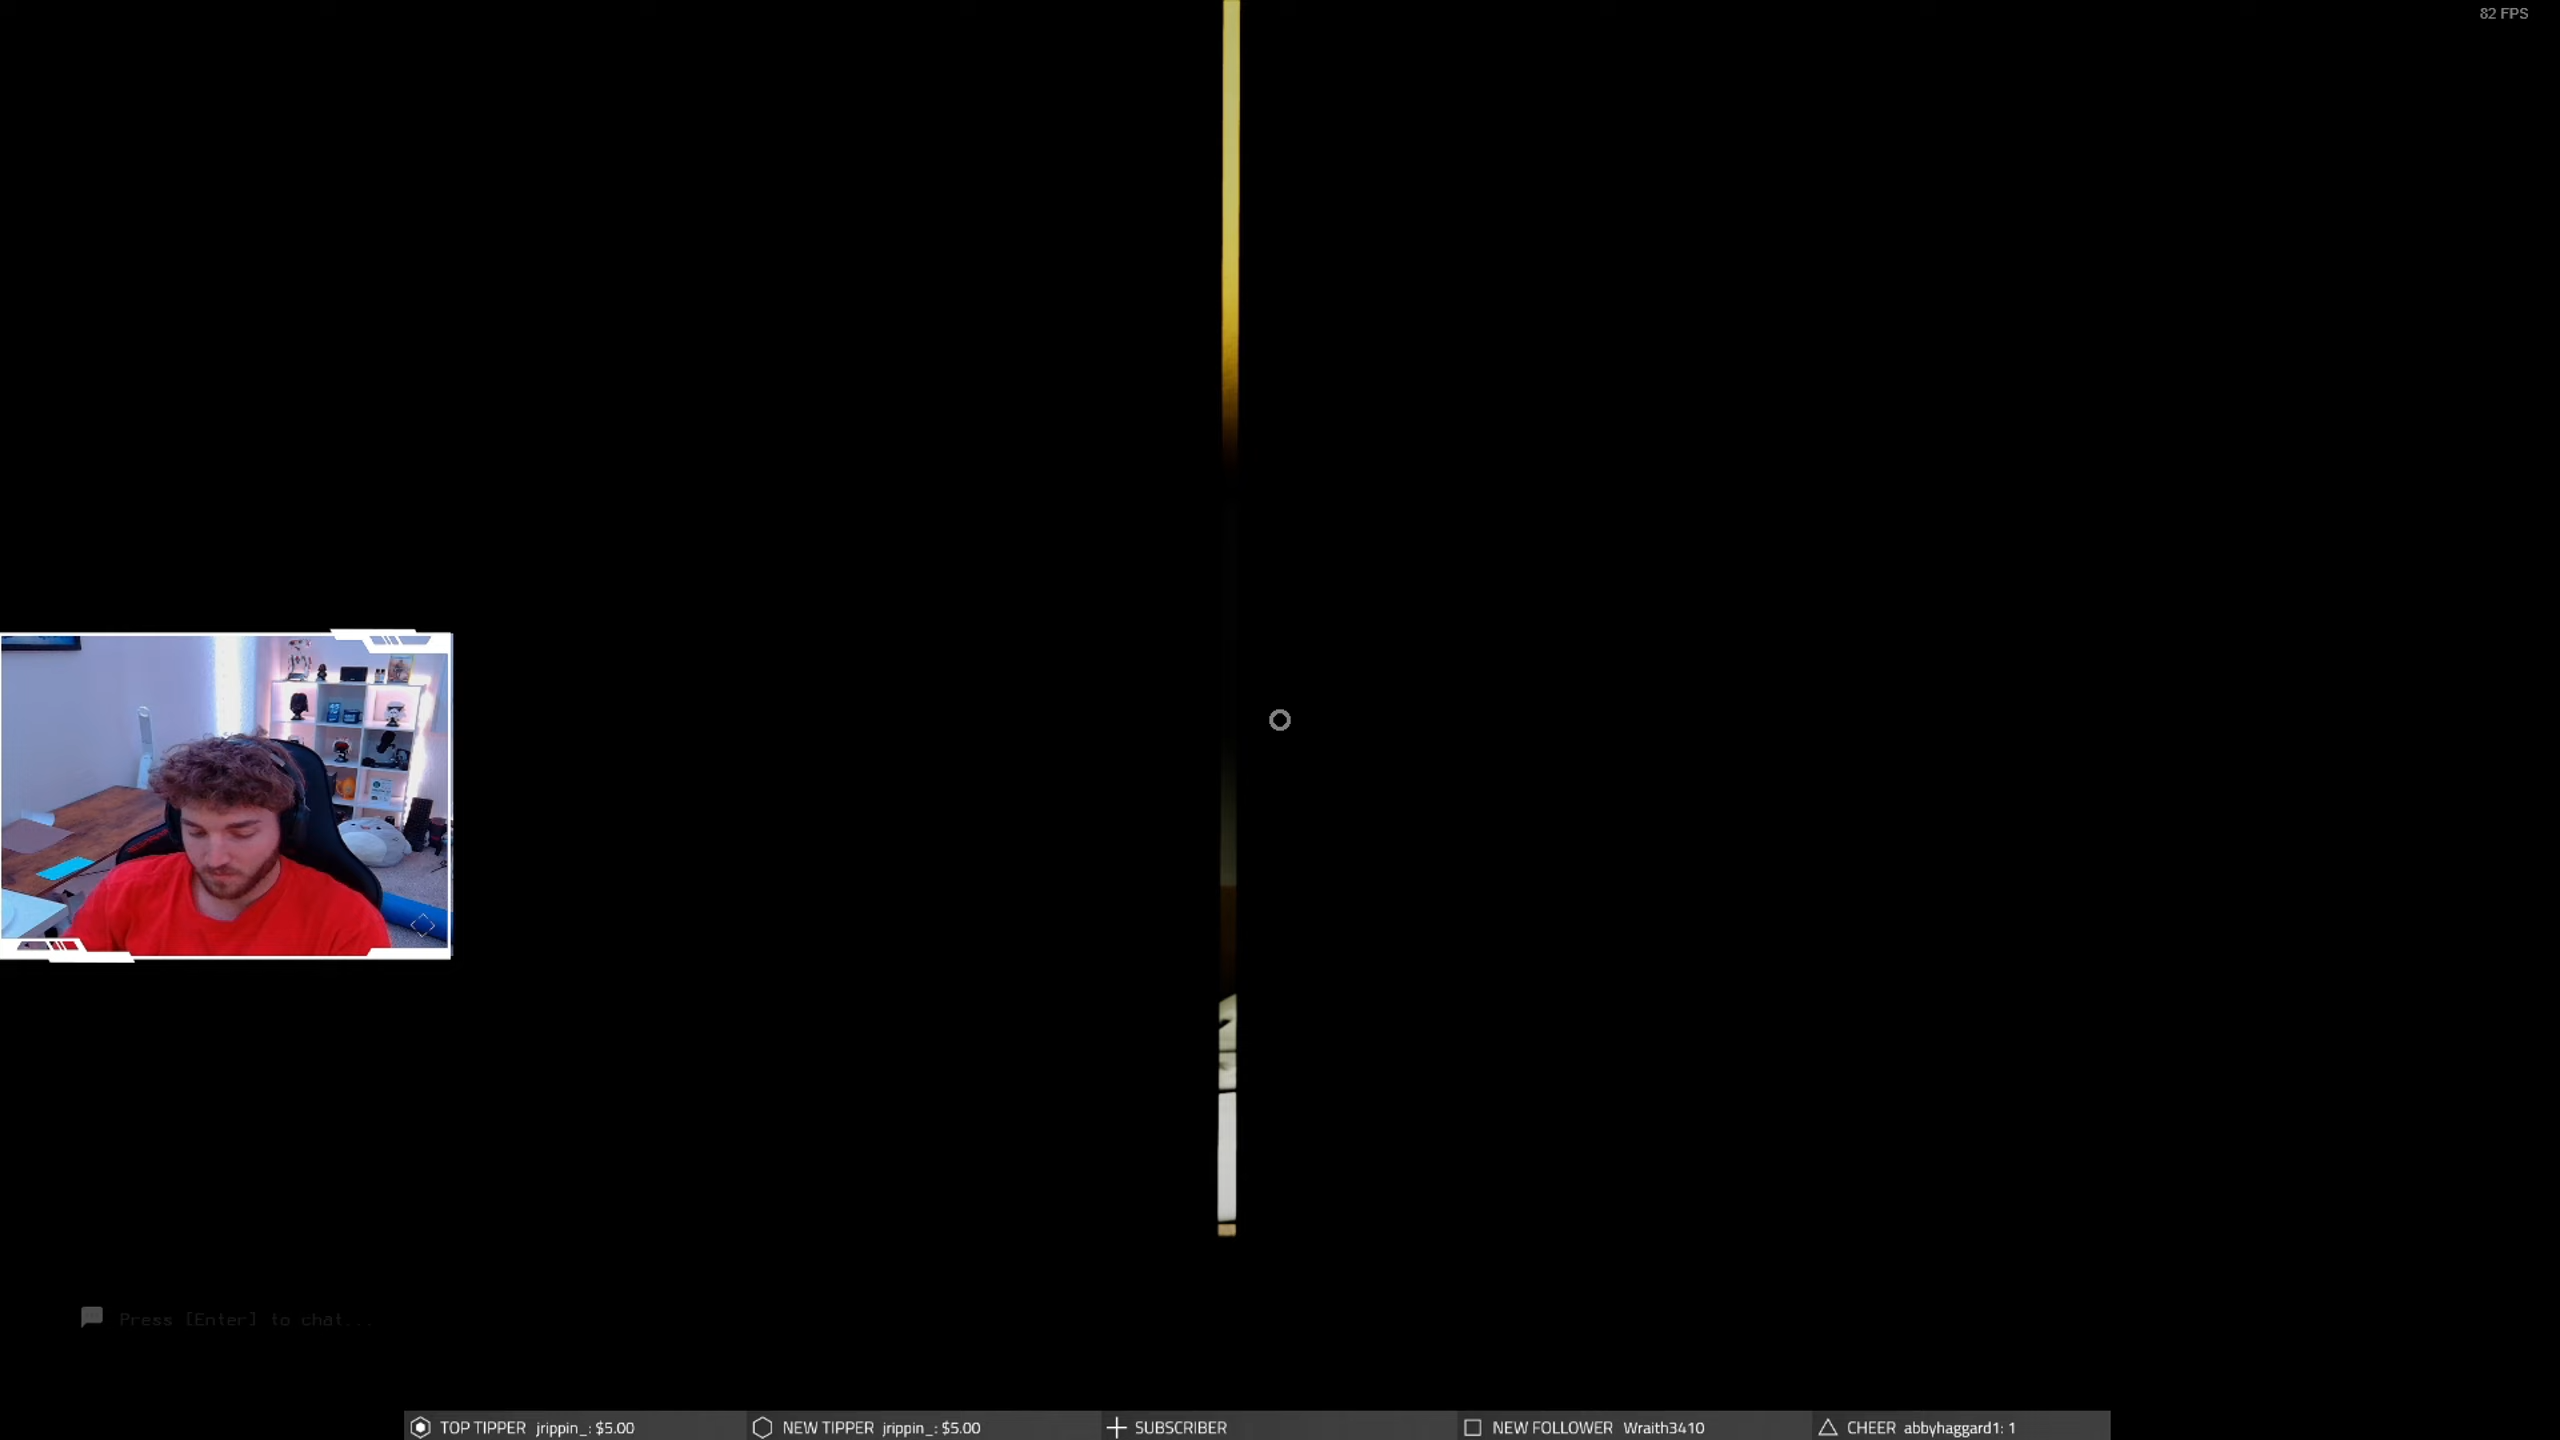 82 FPS
Press [Enter] to chat...
TOP TIPPER jrippin_: $5.00
NEW TIPPER jrippin_: $5.00
SUBSCRIBER
NEW FOLLOWER Wraith3410
CHEER abbyhaggard1: 1